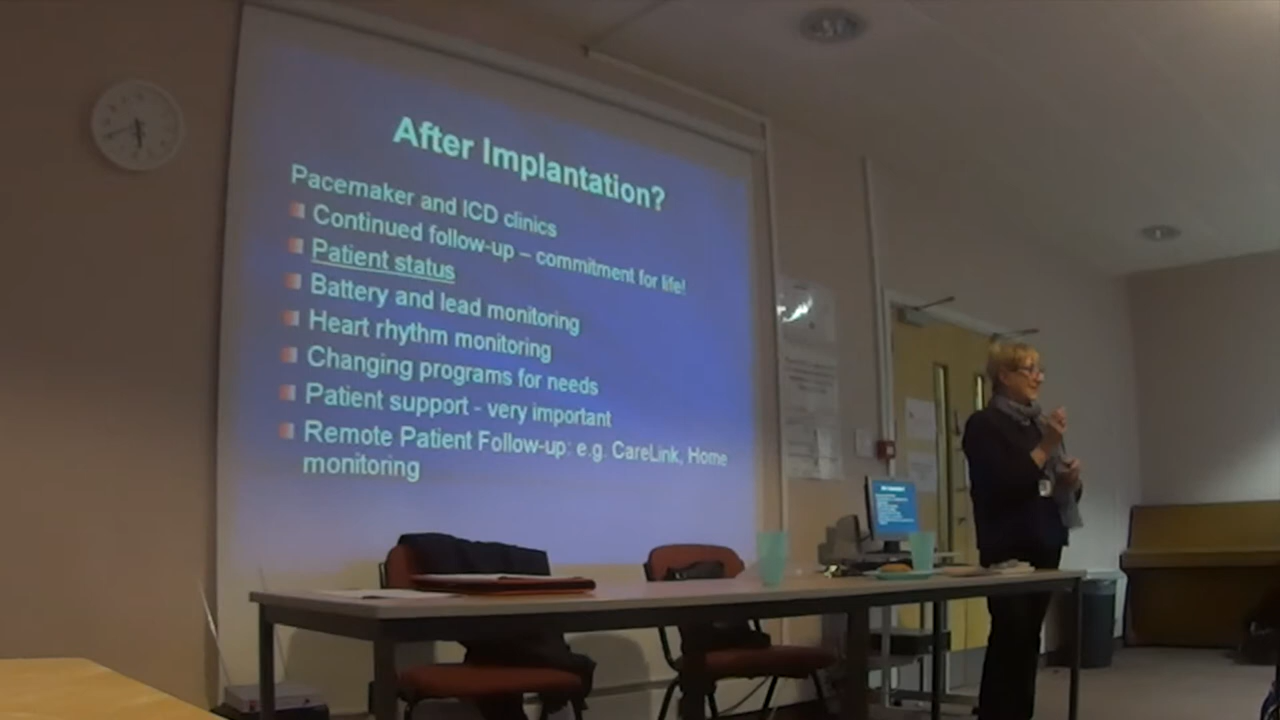 After Implantation?
Pacemaker and ICD clinics
Continued follow-up – commitment for life!
Patient status
Battery and lead monitoring
Heart rhythm monitoring
Changing programs for needs
Patient support - very important
Remote Patient Follow-up: e.g. CareLink, Home
monitoring